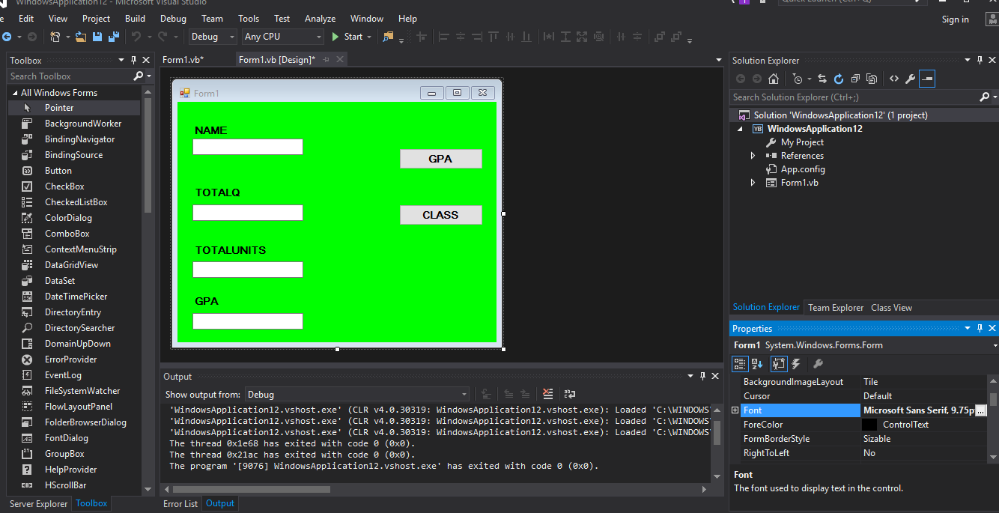 WindowsApplication12 - Microsoft Visual Studio
Quick Launch (Ctrl+Q)
Edit View Project Build Debug Team Tools Test Analyze Window Help
Sign in
Debug Any CPU Start
Toolbox
Search Toolbox
All Windows Forms
Pointer
BackgroundWorker
BindingNavigator
BindingSource
Button
CheckBox
CheckedListBox
ColorDialog
ComboBox
ContextMenuStrip
DataGridView
DataSet
DateTimePicker
DirectoryEntry
DirectorySearcher
DomainUpDown
ErrorProvider
EventLog
FileSystemWatcher
FlowLayoutPanel
FolderBrowserDialog
FontDialog
GroupBox
HelpProvider
HScrollBar
Server Explorer Toolbox
Form1.vb* Form1.vb [Design]*
Form1
NAME
GPA
TOTALQ
CLASS
TOTALUNITS
GPA
Output
Show output from: Debug
'WindowsApplication12.vshost.exe' (CLR v4.0.30319: WindowsApplication12.vshost.exe): Loaded 'C:\WINDOWS
'WindowsApplication12.vshost.exe' (CLR v4.0.30319: WindowsApplication12.vshost.exe): Loaded 'C:\WINDOWS
'WindowsApplication12.vshost.exe' (CLR v4.0.30319: WindowsApplication12.vshost.exe): Loaded 'C:\WINDOWS
The thread 0x1e68 has exited with code 0 (0x0).
The thread 0x21ac has exited with code 0 (0x0).
The program '[9076] WindowsApplication12.vshost.exe' has exited with code 0 (0x0).
Error List Output
Solution Explorer
Search Solution Explorer (Ctrl+;)
Solution 'WindowsApplication12' (1 project)
VB WindowsApplication12
My Project
References
App.config
Form1.vb
Solution Explorer Team Explorer Class View
Properties
Form1 System.Windows.Forms.Form
BackgroundImageLayout Tile
Cursor Default
Font Microsoft Sans Serif, 9.75p ...
ForeColor ControlText
FormBorderStyle Sizable
RightToLeft No
Font
The font used to display text in the control.